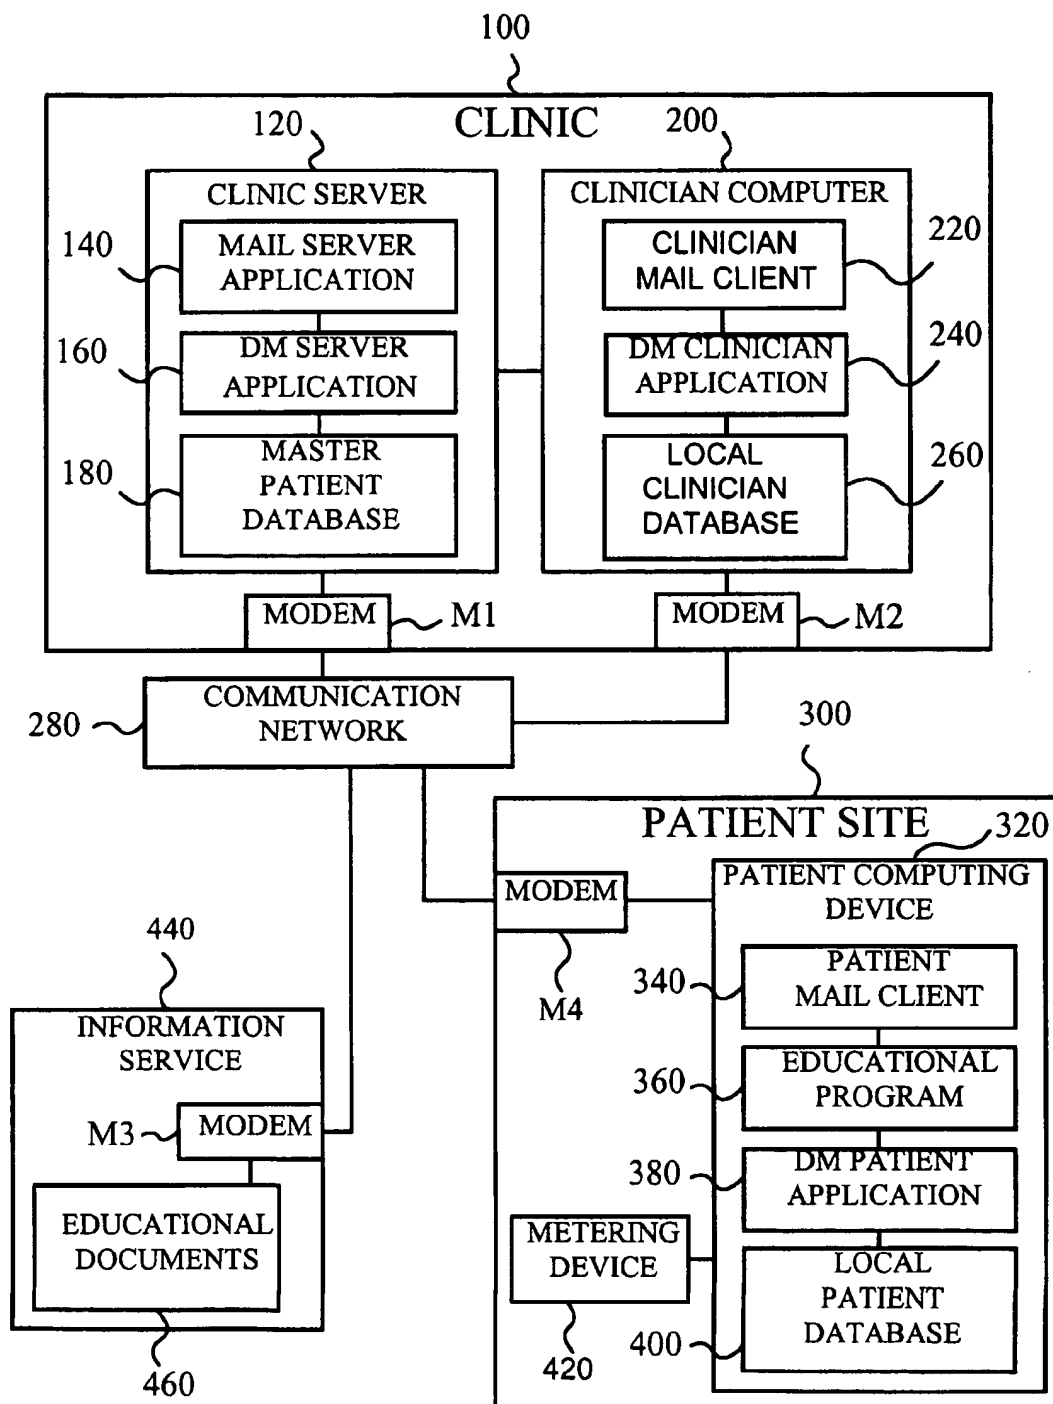 100
CLINIC
120
200
CLINIC SERVER
CLINICIAN COMPUTER
140
MAIL SERVER
APPLICATION
CLINICIAN
MAIL CLIENT
220
160
DM SERVER
APPLICATION
DM CLINICIAN
APPLICATION
240
180
MASTER
PATIENT
DATABASE
LOCAL
CLINICIAN
DATABASE
260
MODEM
M1
MODEM
M2
280
COMMUNICATION
NETWORK
300
PATIENT SITE
320
MODEM
M4
PATIENT COMPUTING
DEVICE
340
PATIENT
MAIL CLIENT
360
EDUCATIONAL
PROGRAM
380
DM PATIENT
APPLICATION
METERING
DEVICE
420
400
LOCAL
PATIENT
DATABASE
440
INFORMATION
SERVICE
M3
MODEM
EDUCATIONAL
DOCUMENTS
460